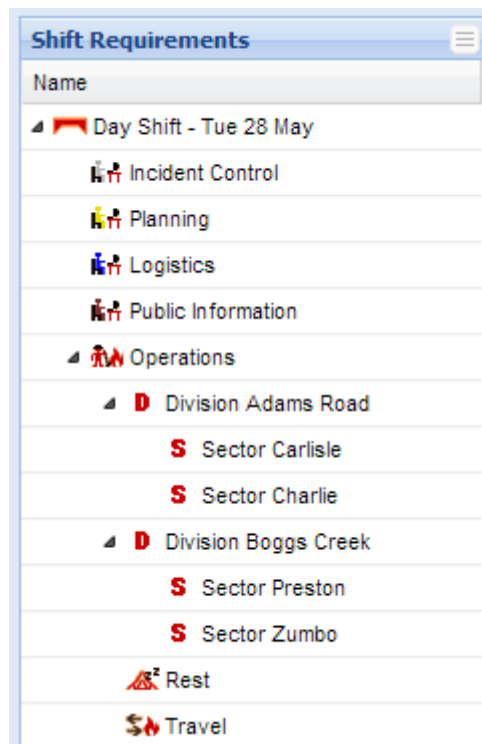 Shift Requirements
Name
Day Shift - Tue 28 May
Incident Control
Planning
Logistics
Public Information
Operations
D Division Adams Road
S Sector Carlisle
S Sector Charlie
D Division Boggs Creek
S Sector Preston
S Sector Zumbo
Rest
Travel